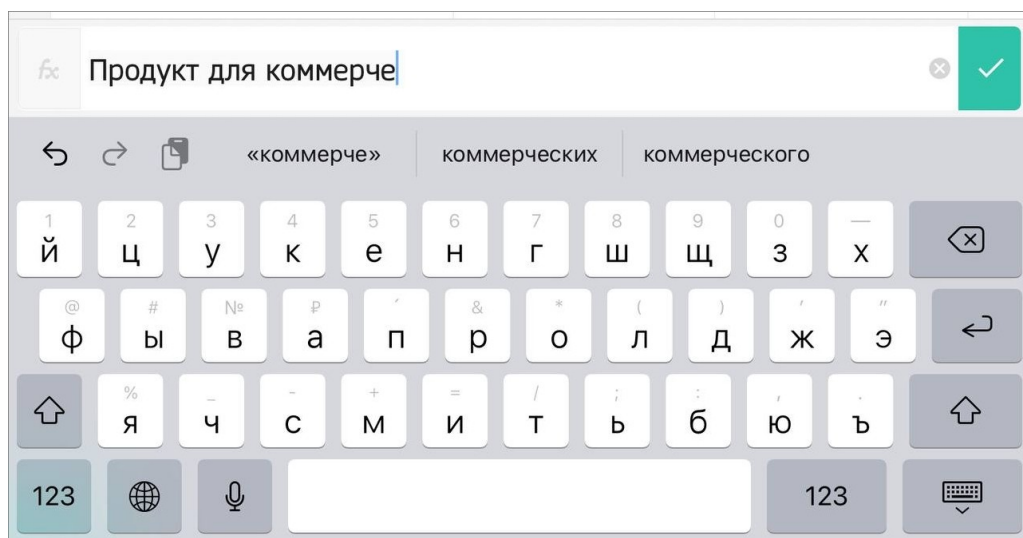 fx Продукт для коммерче
«коммерче» коммерческих коммерческого
1 2 3 4 5 6 7 8 9 0 —
й ц у к е н г ш щ з х
@ # № ₽ ´ & * ( ) ' "
ф ы в а п р о л д ж э
% _ - + = / ; : , .
я ч с м и т ь б ю ъ
123 123